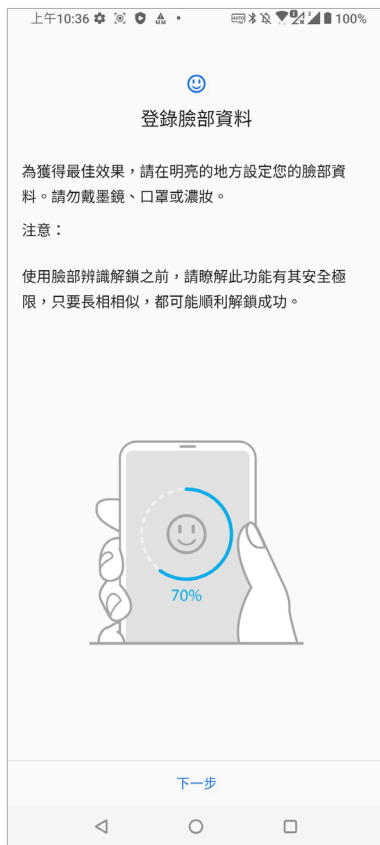 上午10:36
100%
登錄臉部資料
為獲得最佳效果，請在明亮的地方設定您的臉部資
料。請勿戴墨鏡、口罩或濃妝。
注意：
使用臉部辨識解鎖之前，請瞭解此功能有其安全極
限，只要長相相似，都可能順利解鎖成功。
70%
下一步